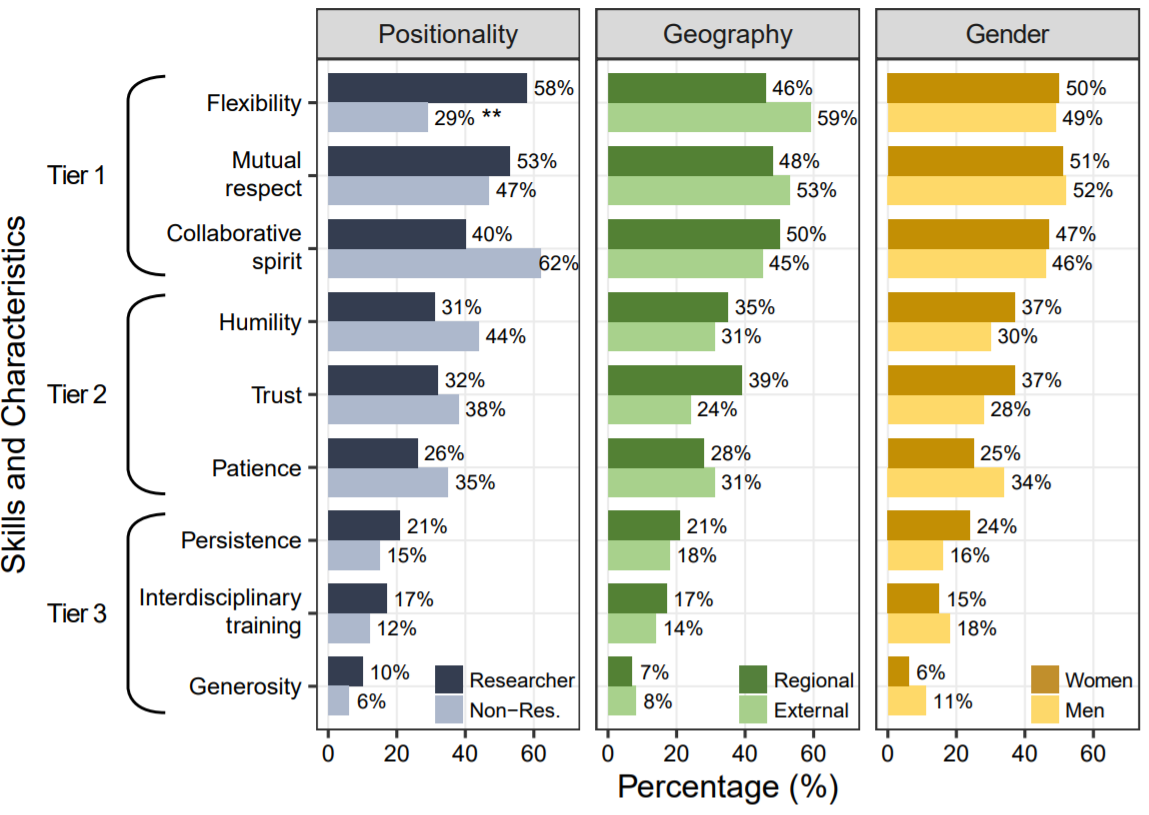 Positionality
Geography
Gender
Skills and Characteristics
Tier 1
Flexibility
58%
29% **
46%
59%
50%
49%
Mutual
respect
53%
47%
48%
53%
51%
52%
Collaborative
spirit
40%
62%
50%
45%
47%
46%
Tier 2
Humility
31%
44%
35%
31%
37%
30%
Trust
32%
38%
39%
24%
37%
28%
Patience
26%
35%
28%
31%
25%
34%
Tier 3
Persistence
21%
15%
21%
18%
24%
16%
Interdisciplinary
training
17%
12%
17%
14%
15%
18%
Generosity
10%
6%
7%
8%
6%
11%
Researcher
Non−Res.
Regional
External
Women
Men
0 20 40 60
0 20 40 60
0 20 40 60
Percentage (%)